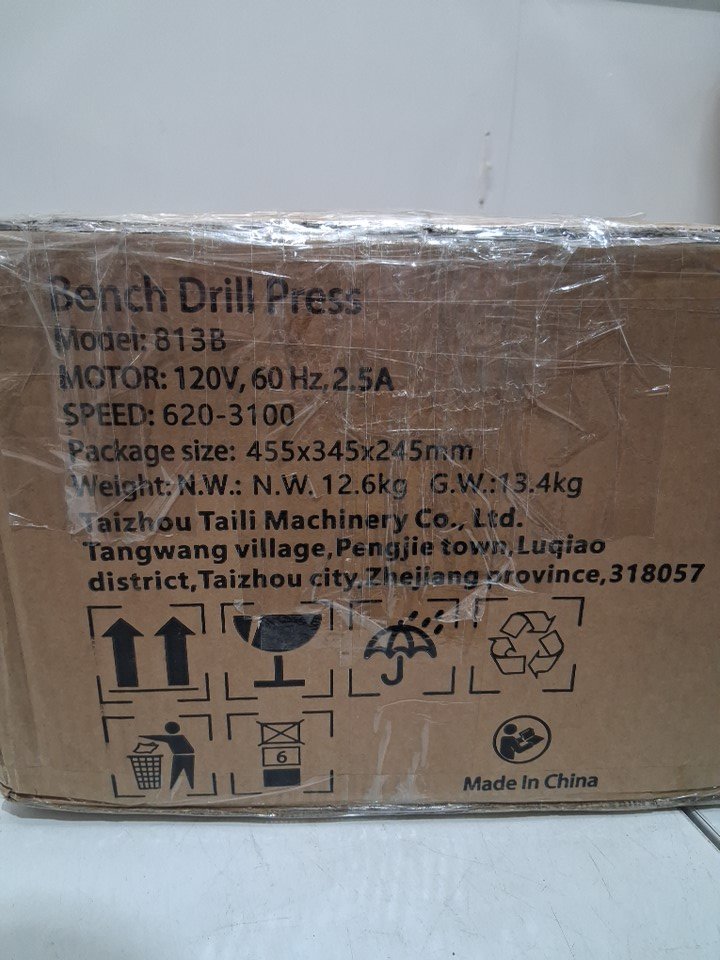 Bench Drill Press
Model: 813B
MOTOR: 120V, 60 Hz, 2.5A
SPEED: 620-3100
Package size: 455x345x245mm
Weight: N.W.: N.W. 12.6kg G.W.:13.4kg
Taizhou Taili Machinery Co., Ltd.
Tangwang village,Pengjie town,Luqiao
district,Taizhou city,Zhejiang province,318057
6
Made In China